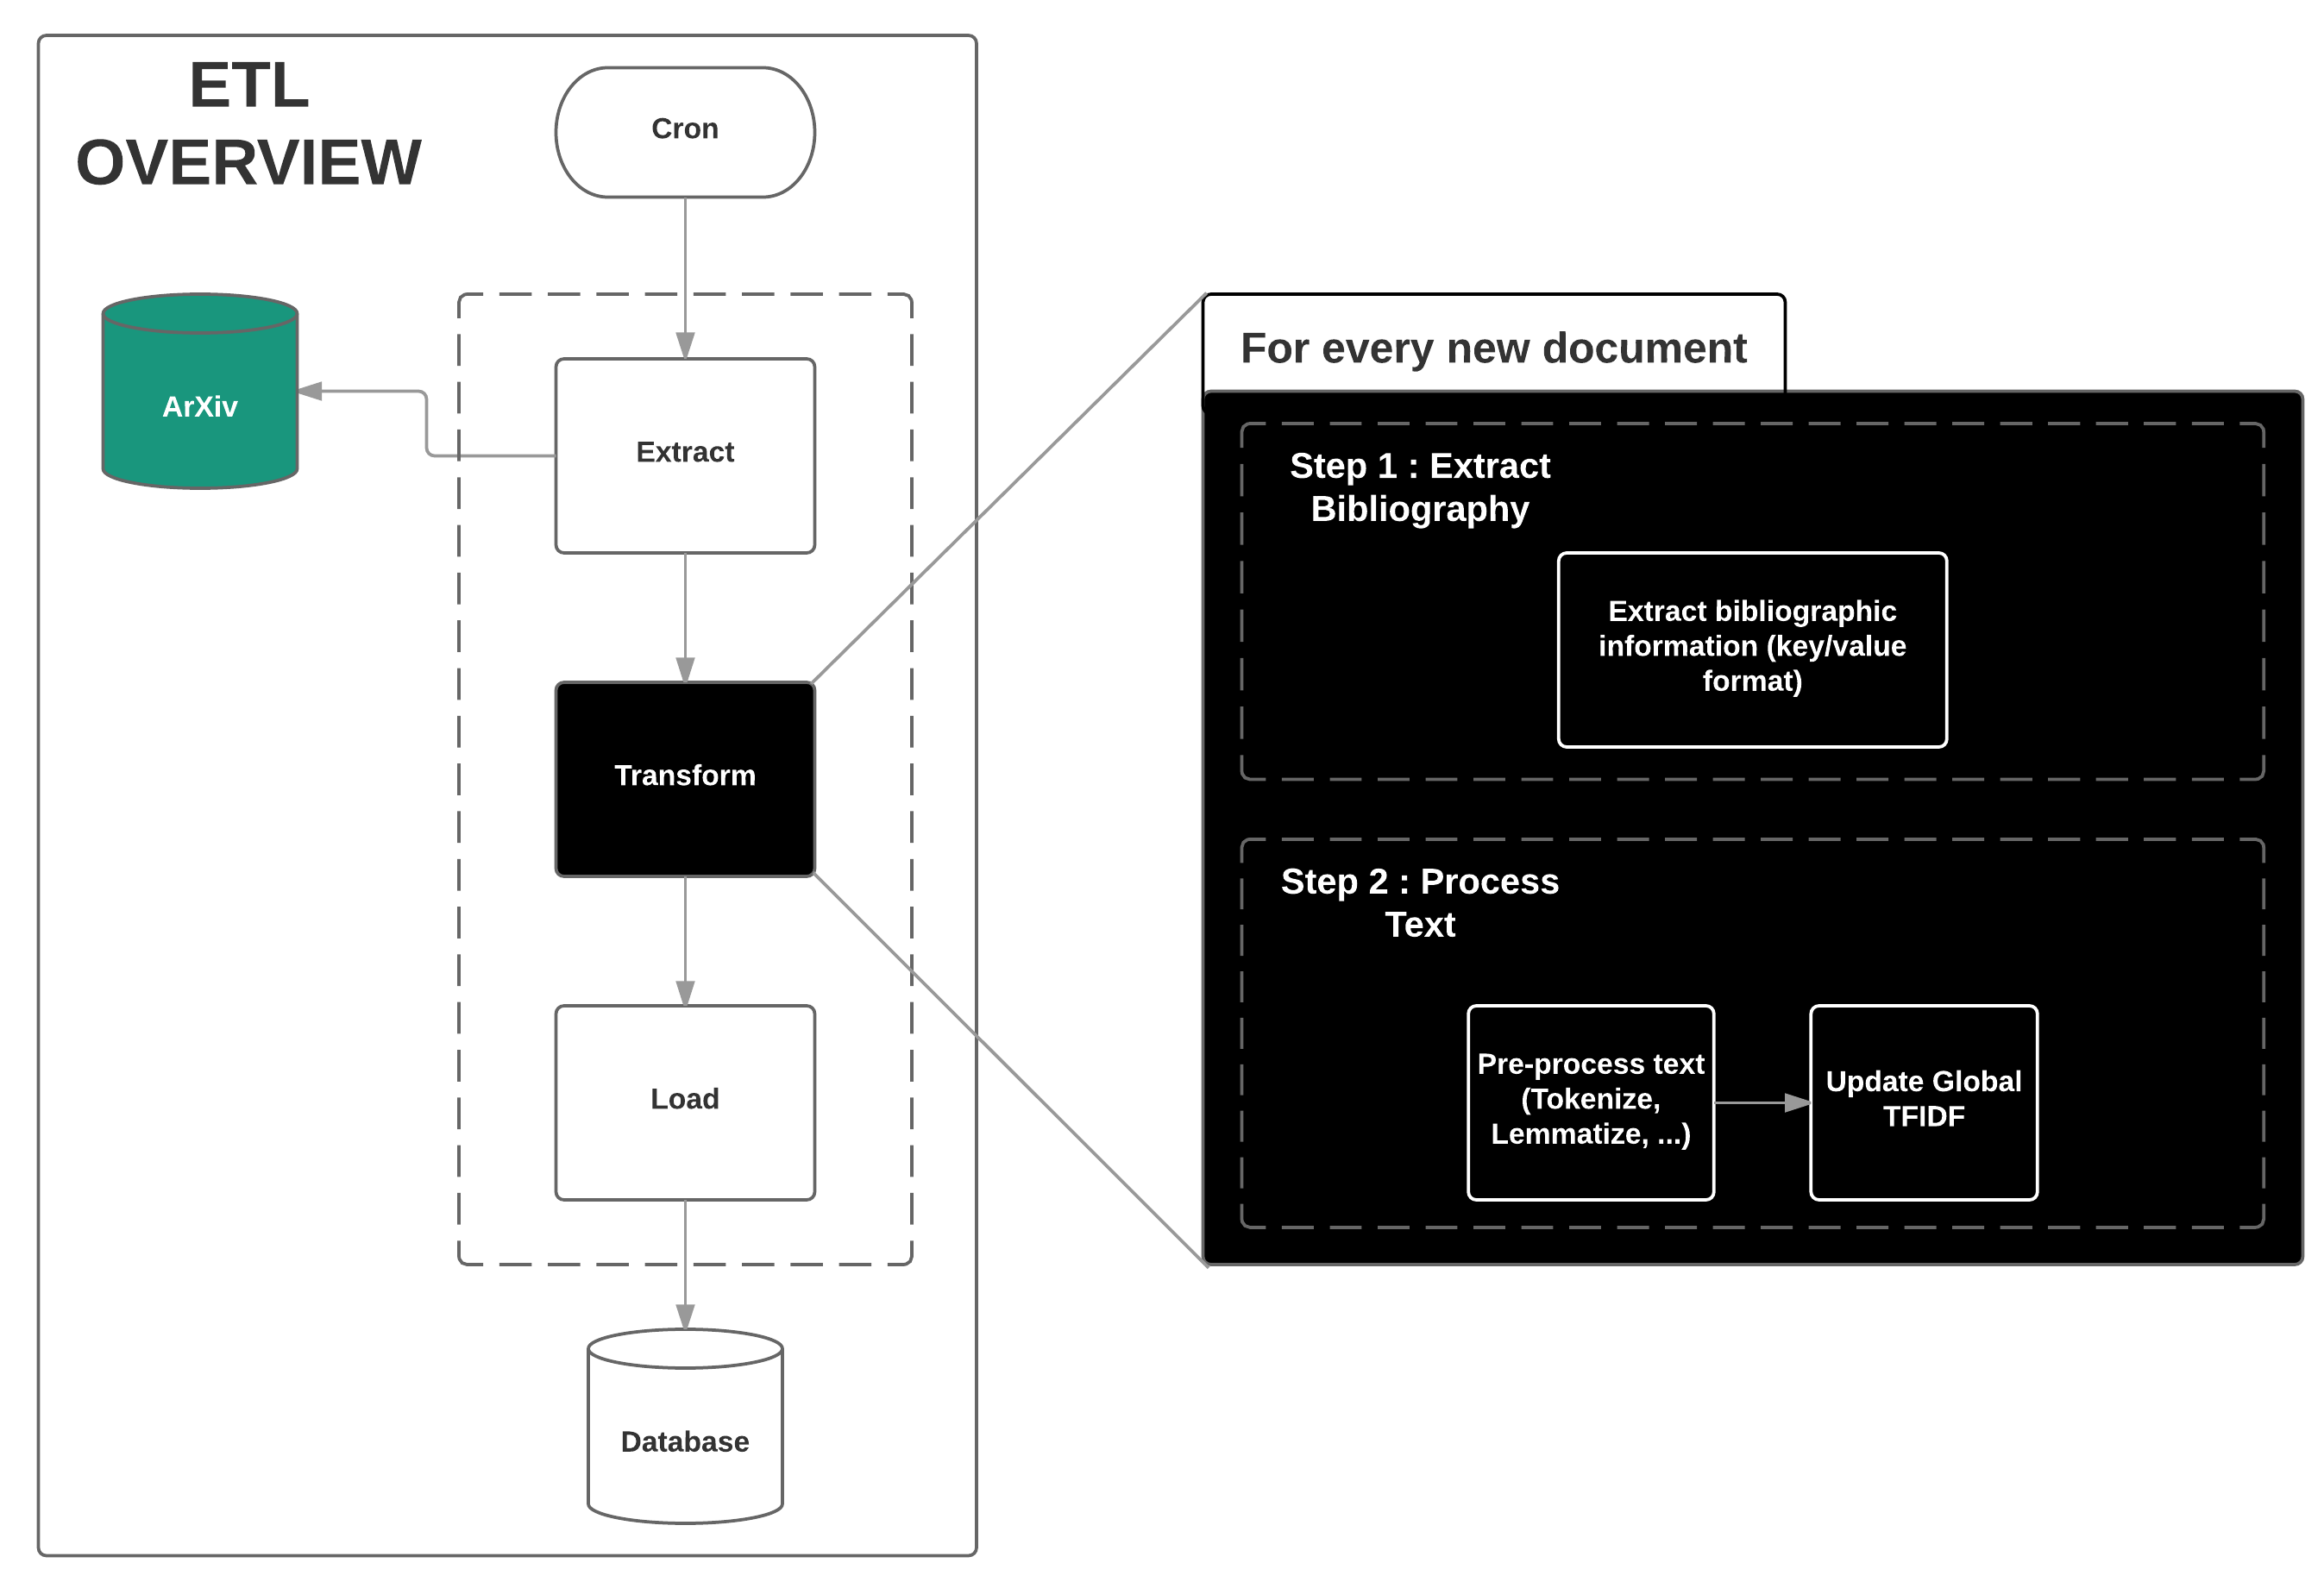 ETL
OVERVIEW
Cron
ArXiv
Extract
Transform
Load
Database
For every new document
Step 1 : Extract
Bibliography
Extract bibliographic
information (key/value
format)
Step 2 : Process
Text
Pre-process text
(Tokenize,
Lemmatize, ...)
Update Global
TFIDF